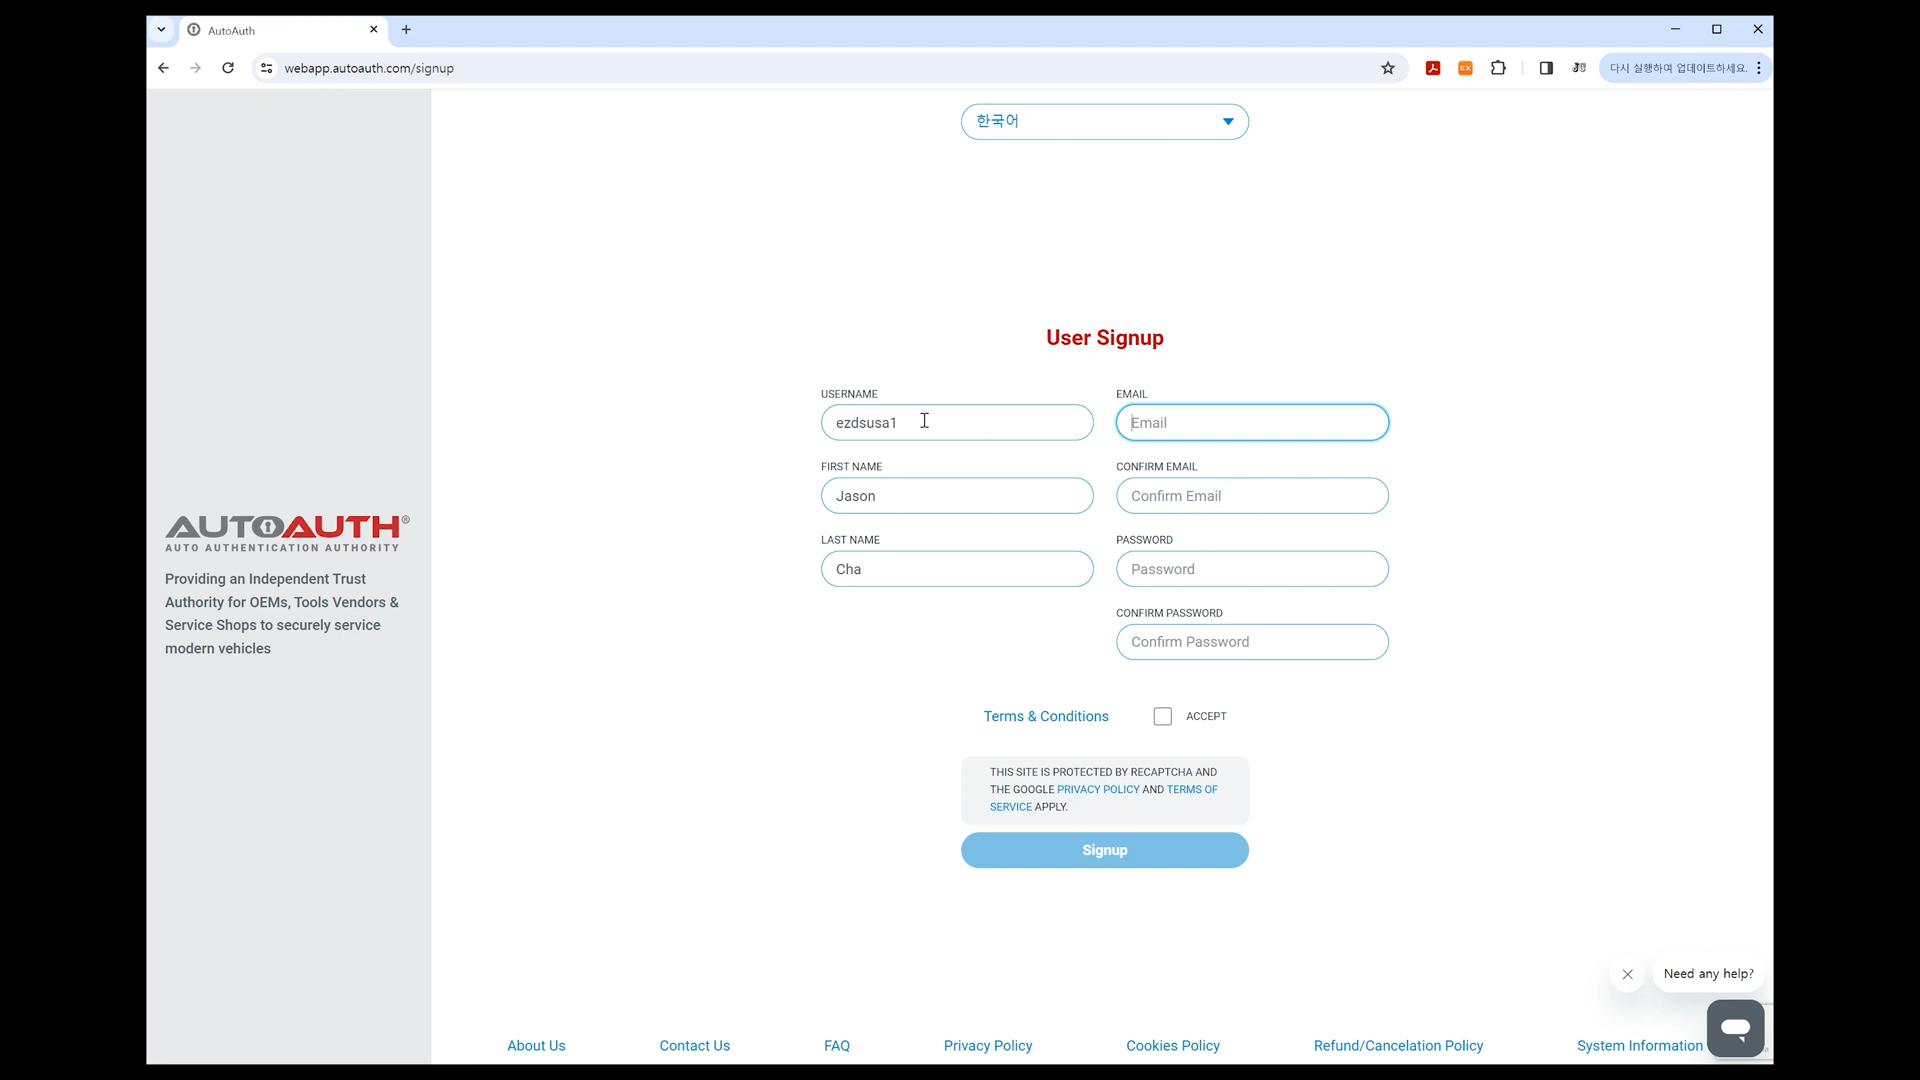 AutoAuth
webapp.autoauth.com/signup
다시 실행하여 업데이트하세요.
한국어
User Signup
USERNAME
ezdsusa1
EMAIL
Email
FIRST NAME
Jason
CONFIRM EMAIL
Confirm Email
LAST NAME
Cha
PASSWORD
Password
CONFIRM PASSWORD
Confirm Password
AUTOAUTH®
AUTO AUTHENTICATION AUTHORITY
Providing an Independent Trust
Authority for OEMs, Tools Vendors &
Service Shops to securely service
modern vehicles
Terms & Conditions
ACCEPT
THIS SITE IS PROTECTED BY RECAPTCHA AND
THE GOOGLE PRIVACY POLICY AND TERMS OF
SERVICE APPLY.
Signup
Need any help?
About Us
Contact Us
FAQ
Privacy Policy
Cookies Policy
Refund/Cancelation Policy
System Information